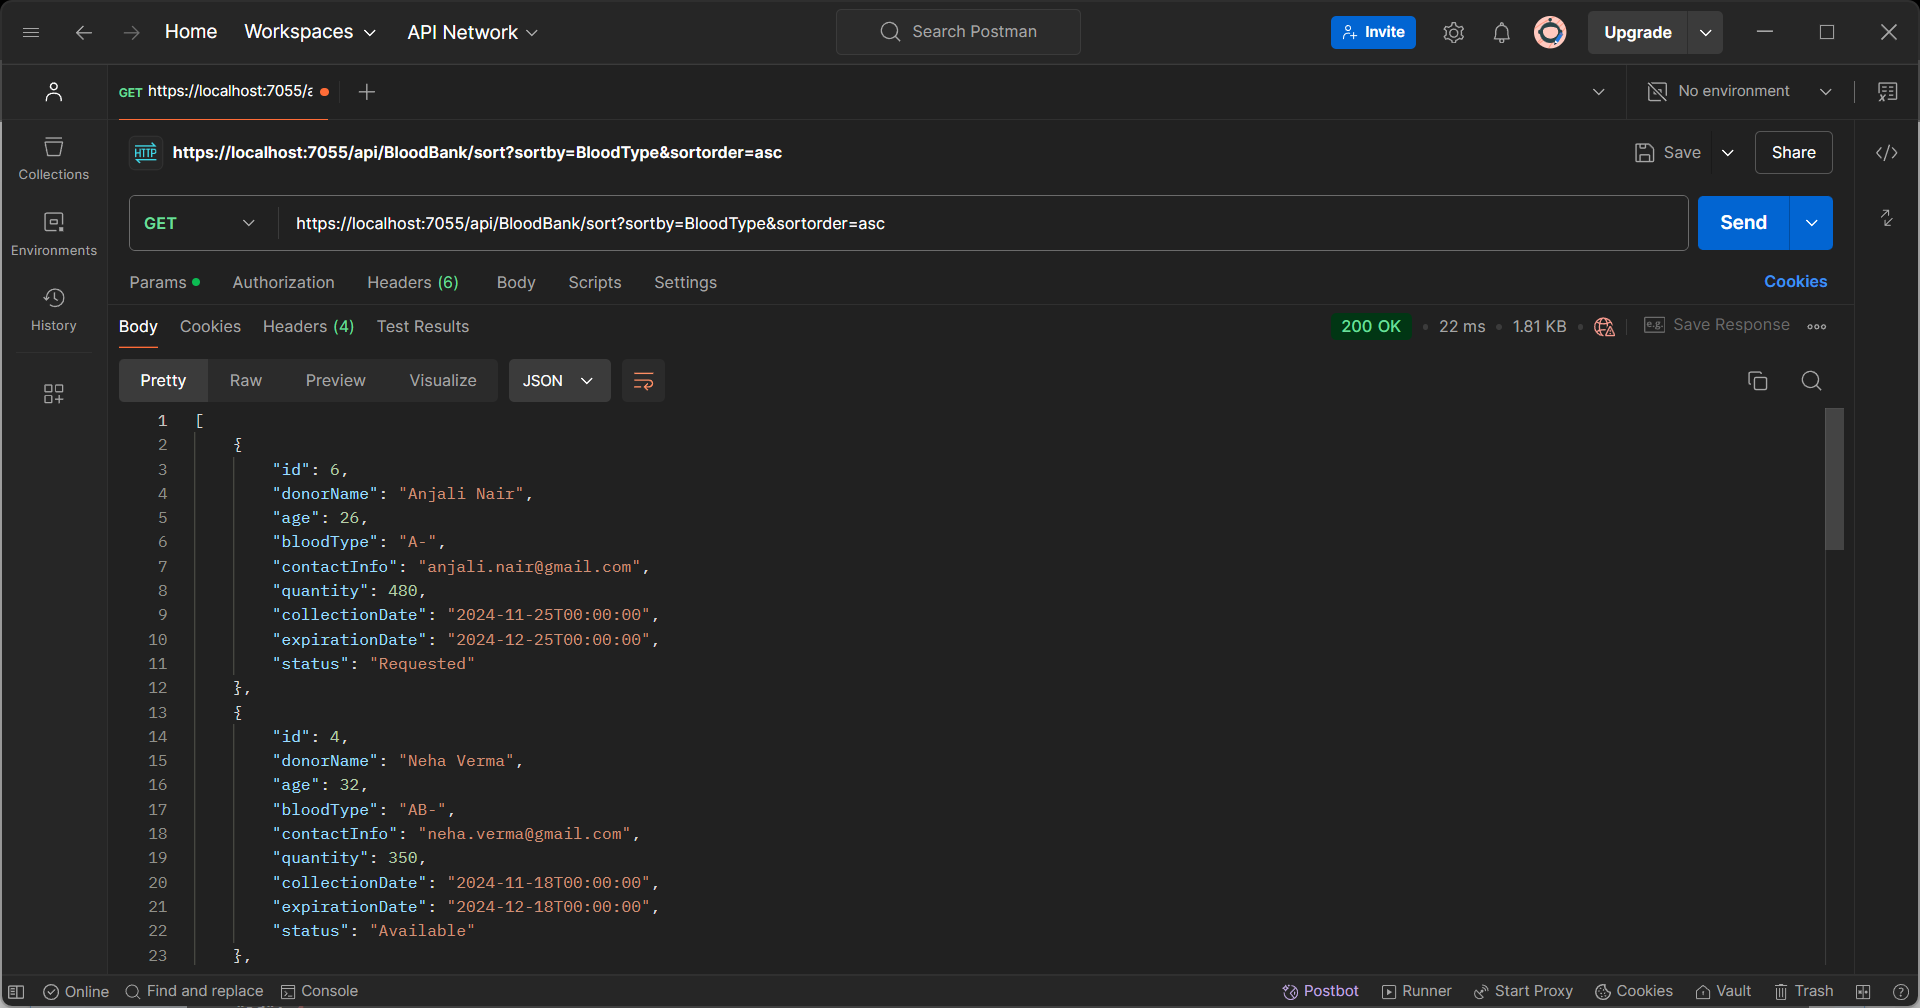 Home Workspaces API Network Search Postman Invite Upgrade
GET https://localhost:7055/a No environment
HTTP https://localhost:7055/api/BloodBank/sort?sortby=BloodType&sortorder=asc Save Share
Collections
GET https://localhost:7055/api/BloodBank/sort?sortby=BloodType&sortorder=asc Send
Environments
Params Authorization Headers (6) Body Scripts Settings Cookies
History
Body Cookies Headers (4) Test Results 200 OK 22 ms 1.81 KB e.g. Save Response
Pretty Raw Preview Visualize JSON
1 [
2 {
3 "id": 6,
4 "donorName": "Anjali Nair",
5 "age": 26,
6 "bloodType": "A-",
7 "contactInfo": "anjali.nair@gmail.com",
8 "quantity": 480,
9 "collectionDate": "2024-11-25T00:00:00",
10 "expirationDate": "2024-12-25T00:00:00",
11 "status": "Requested"
12 },
13 {
14 "id": 4,
15 "donorName": "Neha Verma",
16 "age": 32,
17 "bloodType": "AB-",
18 "contactInfo": "neha.verma@gmail.com",
19 "quantity": 350,
20 "collectionDate": "2024-11-18T00:00:00",
21 "expirationDate": "2024-12-18T00:00:00",
22 "status": "Available"
23 },
Online Find and replace Console Postbot Runner Start Proxy Cookies Vault Trash